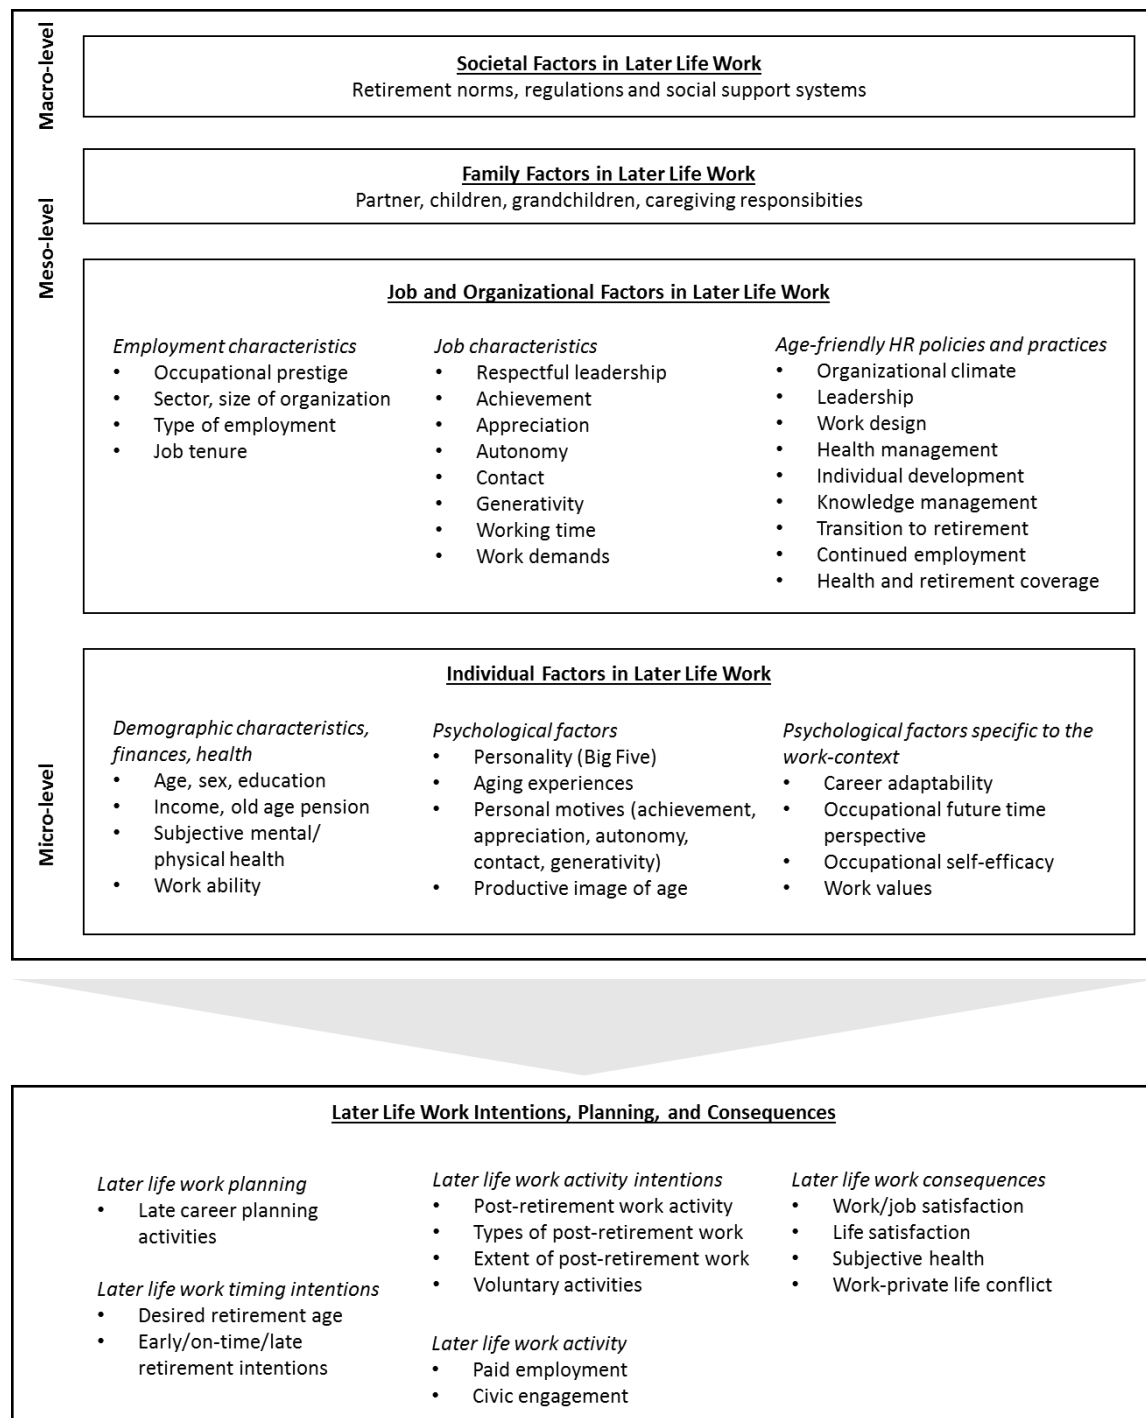 Macro-level
Societal Factors in Later Life Work
Retirement norms, regulations and social support systems
Meso-level
Family Factors in Later Life Work
Partner, children, grandchildren, caregiving responsibities
Job and Organizational Factors in Later Life Work
Employment characteristics
• Occupational prestige
• Sector, size of organization
• Type of employment
• Job tenure
Job characteristics
• Respectful leadership
• Achievement
• Appreciation
• Autonomy
• Contact
• Generativity
• Working time
• Work demands
Age-friendly HR policies and practices
• Organizational climate
• Leadership
• Work design
• Health management
• Individual development
• Knowledge management
• Transition to retirement
• Continued employment
• Health and retirement coverage
Micro-level
Individual Factors in Later Life Work
Demographic characteristics,
finances, health
• Age, sex, education
• Income, old age pension
• Subjective mental/
physical health
• Work ability
Psychological factors
• Personality (Big Five)
• Aging experiences
• Personal motives (achievement,
appreciation, autonomy,
contact, generativity)
• Productive image of age
Psychological factors specific to the
work-context
• Career adaptability
• Occupational future time
perspective
• Occupational self-efficacy
• Work values
Later Life Work Intentions, Planning, and Consequences
Later life work planning
• Late career planning
activities
Later life work timing intentions
• Desired retirement age
• Early/on-time/late
retirement intentions
Later life work activity intentions
• Post-retirement work activity
• Types of post-retirement work
• Extent of post-retirement work
• Voluntary activities
Later life work activity
• Paid employment
• Civic engagement
Later life work consequences
• Work/job satisfaction
• Life satisfaction
• Subjective health
• Work-private life conflict